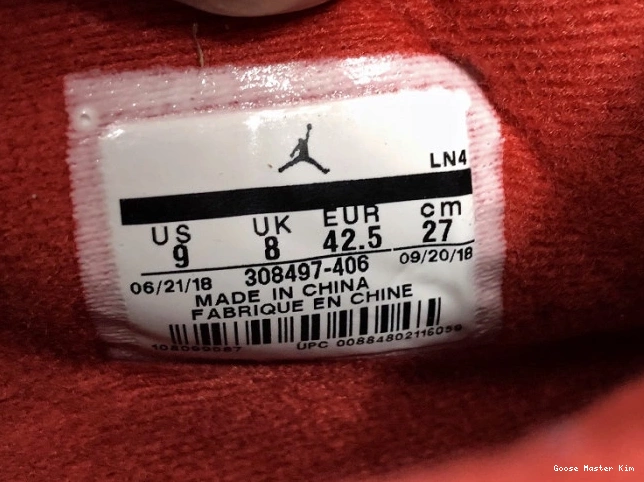 LN4
US UK EUR cm
9 8 42.5 27
06/21/18 308497-406 09/20/18
MADE IN CHINA
FABRIQUE EN CHINE
UPC 00884802116059
Goose Master Kim